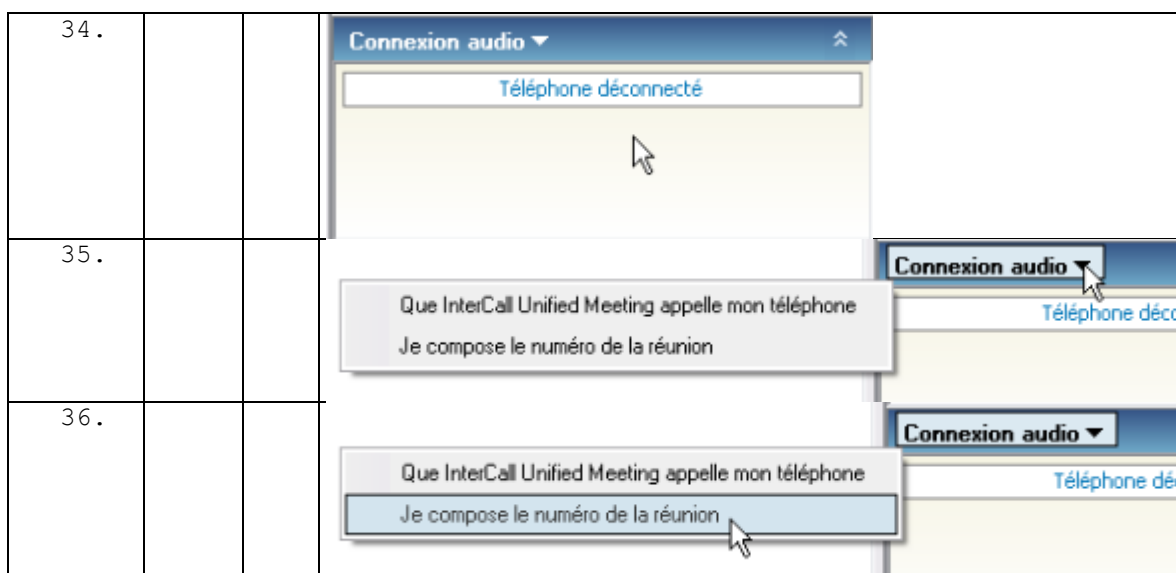 34.
Connexion audio
Téléphone déconnecté
35.
Connexion audio
Que InterCall Unified Meeting appelle mon téléphone
Téléphone
Je compose le numéro de la réunion
36.
Connexion audio
Que InterCall Unified Meeting appelle mon téléphone
Téléphone
Je compose le numéro de la réunion